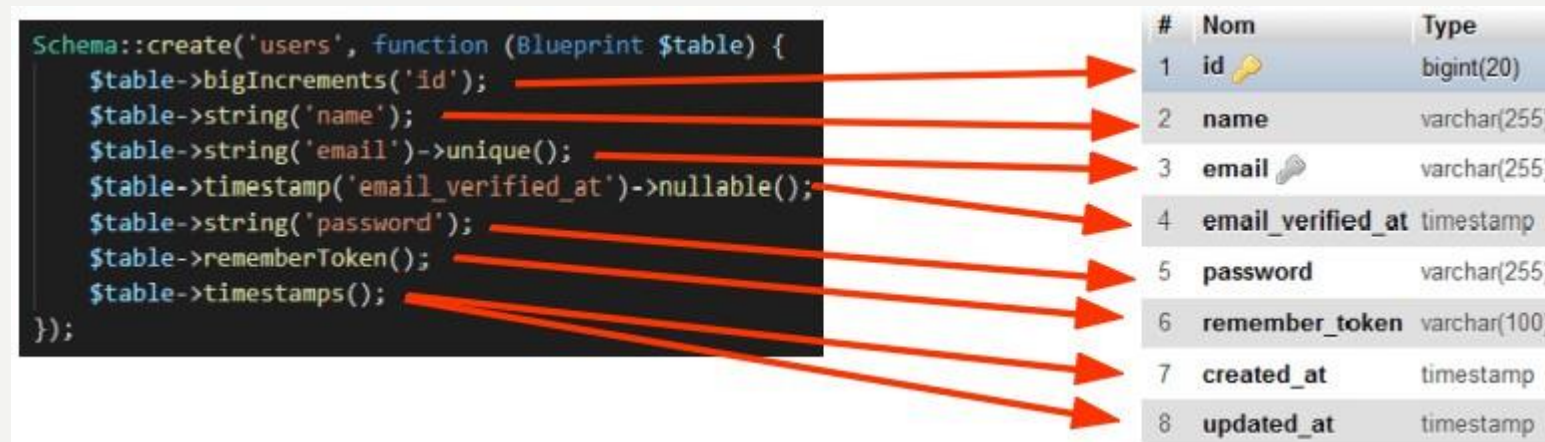 Schema::create('users', function (Blueprint $table) {
$table->bigIncrements('id');
$table->string('name');
$table->string('email')->unique();
$table->timestamp('email_verified_at')->nullable();
$table->string('password');
$table->rememberToken();
$table->timestamps();
});
# Nom Type
1 id bigint(20)
2 name varchar(255)
3 email varchar(255)
4 email_verified_at timestamp
5 password varchar(255)
6 remember_token varchar(100)
7 created_at timestamp
8 updated_at timestamp